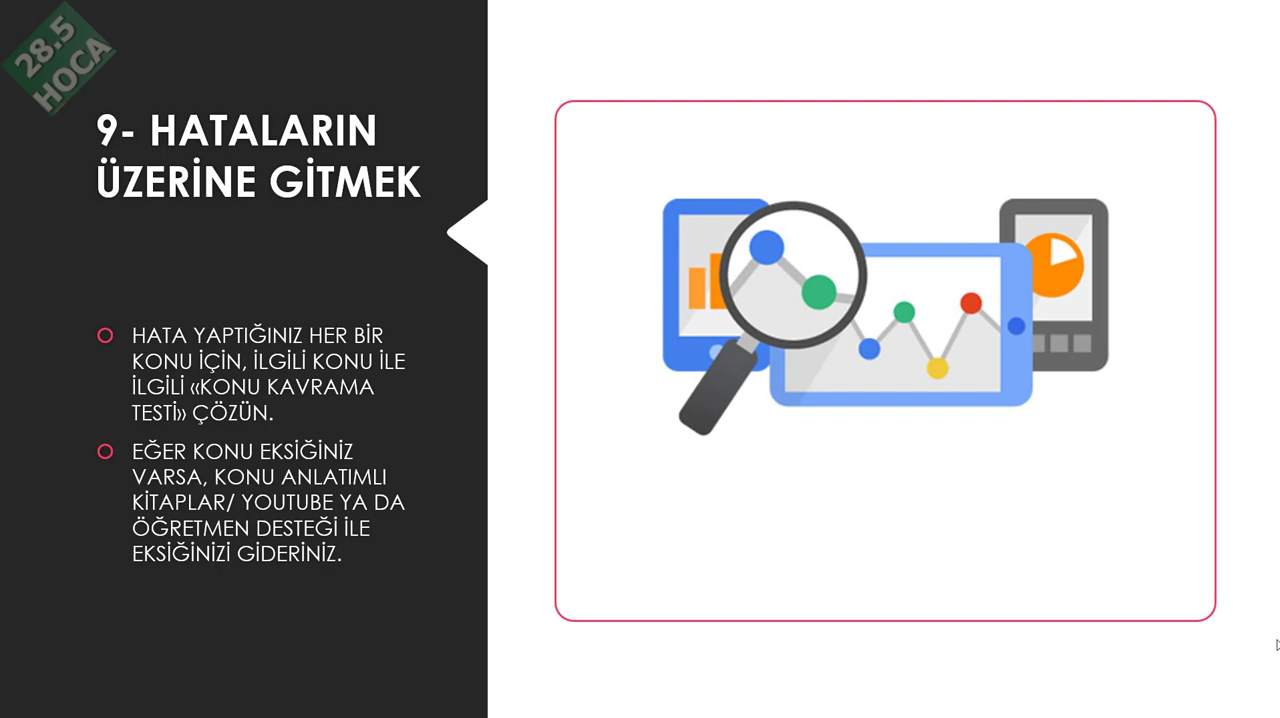 28.5
HOCA
9- HATALARIN
ÜZERİNE GİTMEK
HATA YAPTIĞINIZ HER BİR
KONU İÇİN, İLGİLİ KONU İLE
İLGİLİ «KONU KAVRAMA
TESTİ» ÇÖZÜN.
EĞER KONU EKSİĞİNİZ
VARSA, KONU ANLATIMLI
KİTAPLAR/ YOUTUBE YA DA
ÖĞRETMEN DESTEĞİ İLE
EKSİĞİNİZİ GİDERİNİZ.